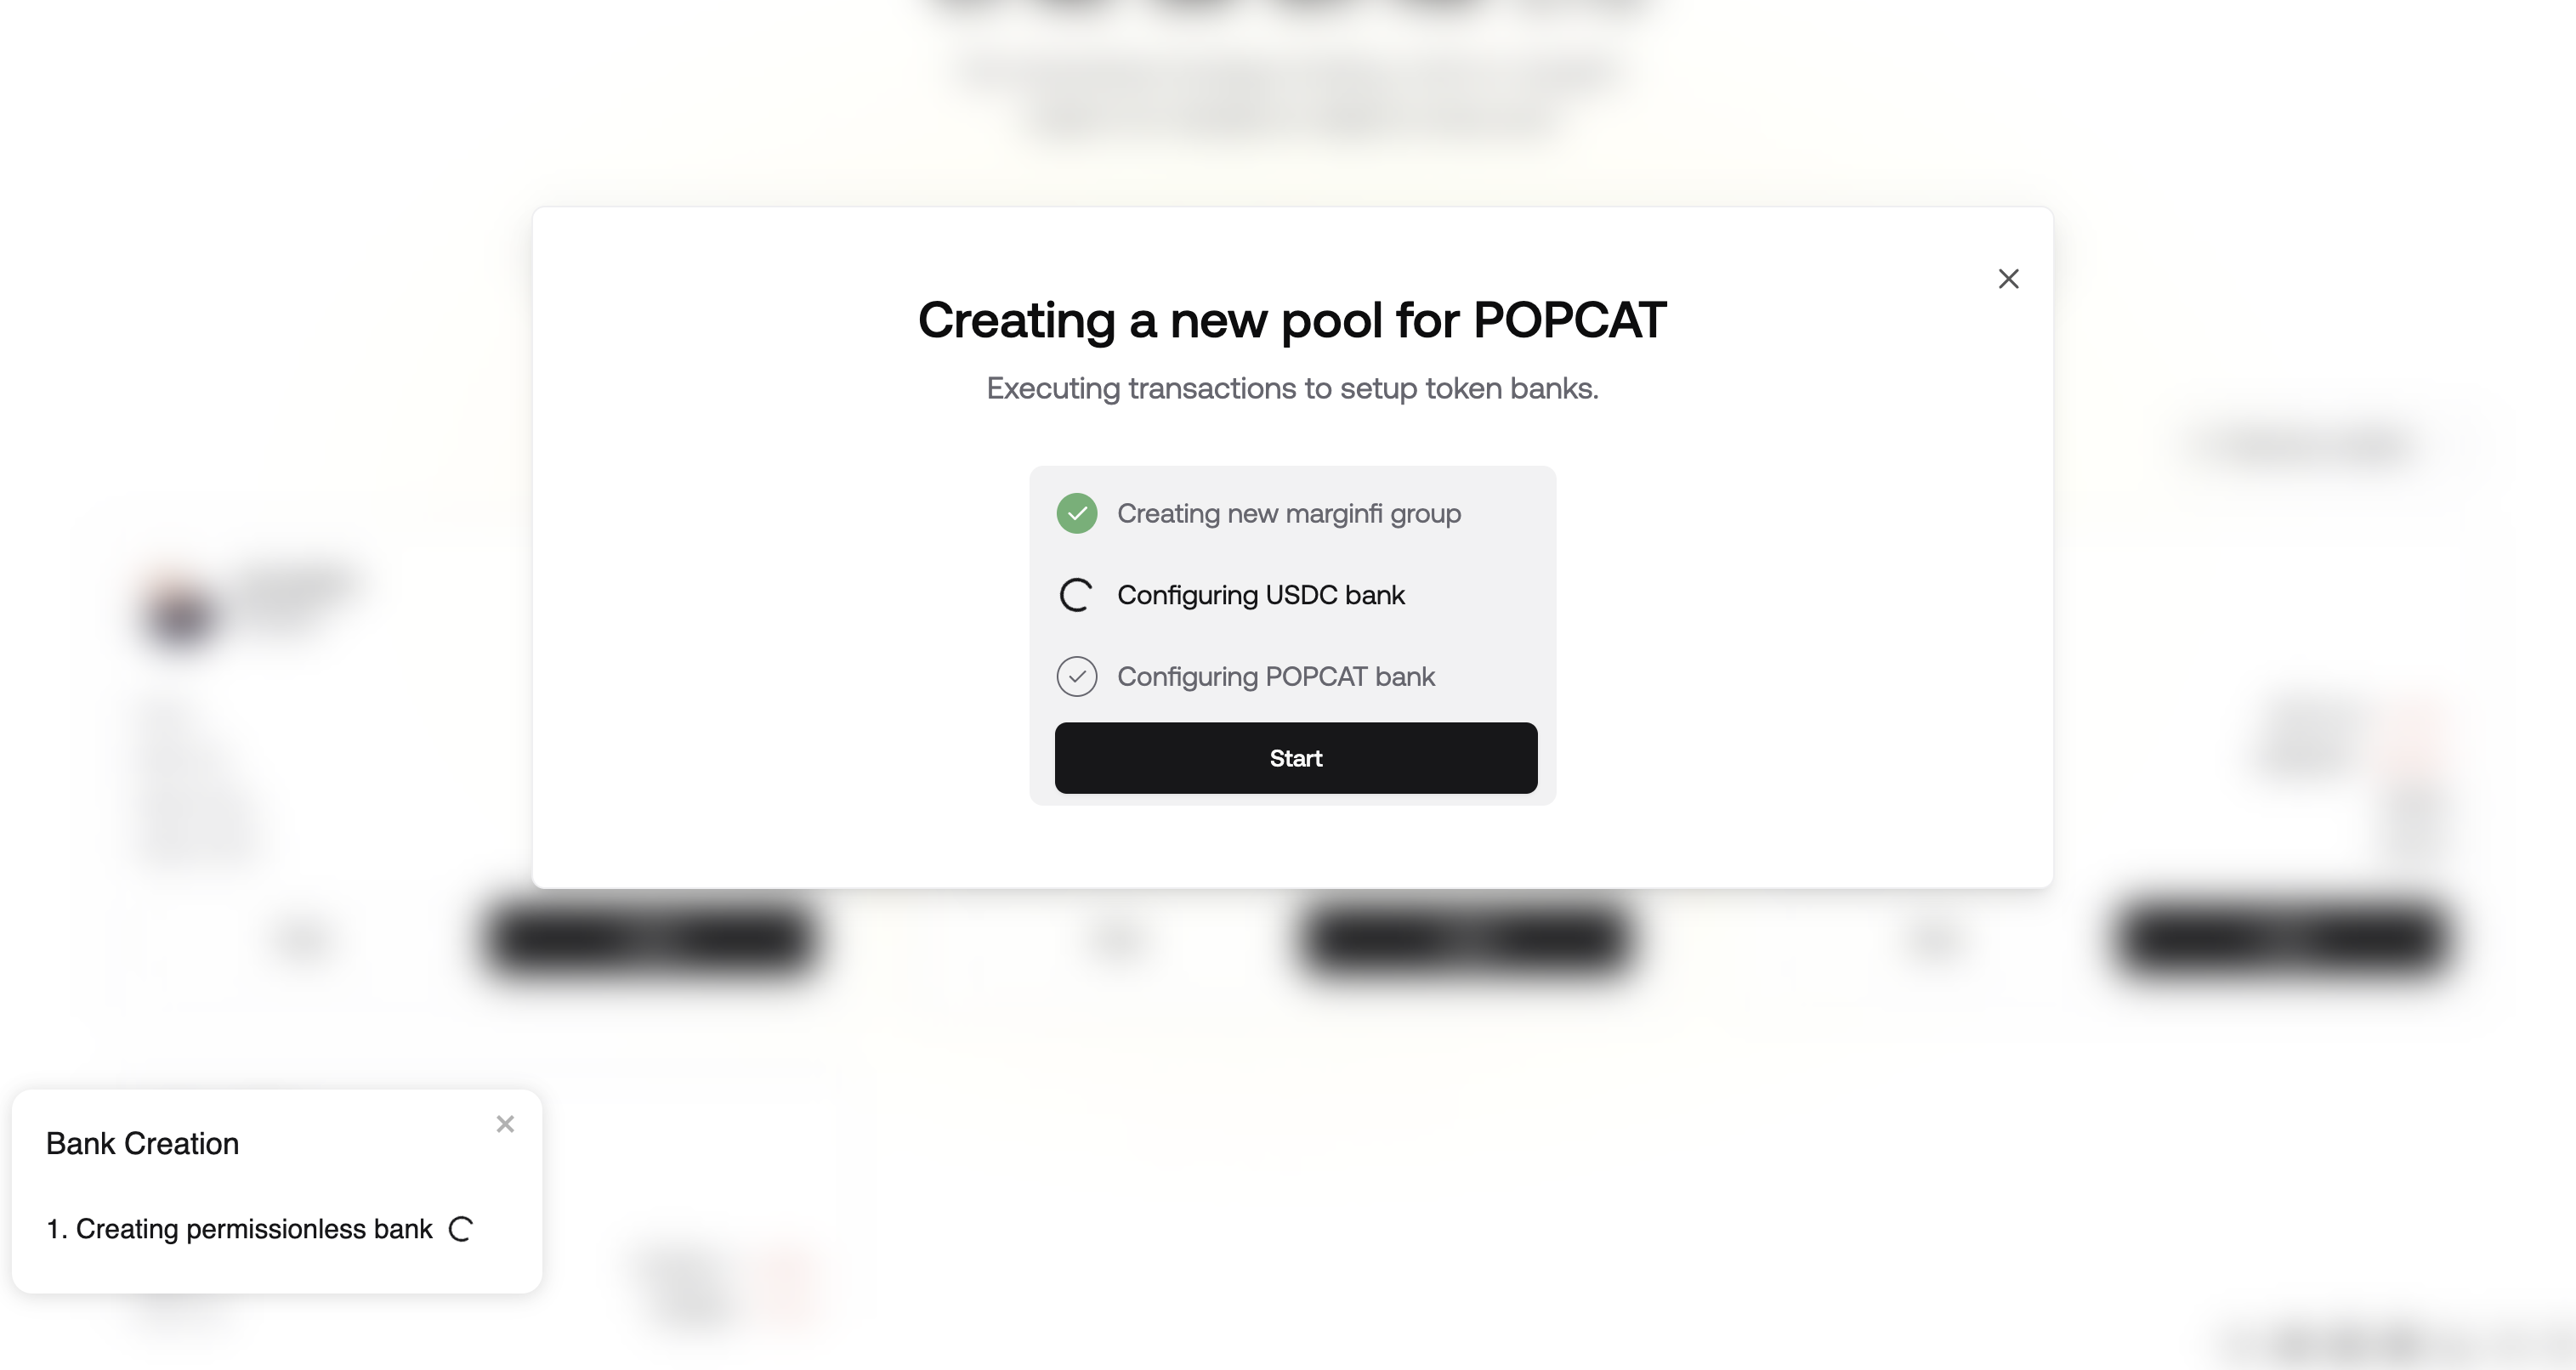 Creating a new pool for POPCAT
Executing transactions to setup token banks.
Creating new marginfi group
Configuring USDC bank
Configuring POPCAT bank
Start
Bank Creation
1. Creating permissionless bank